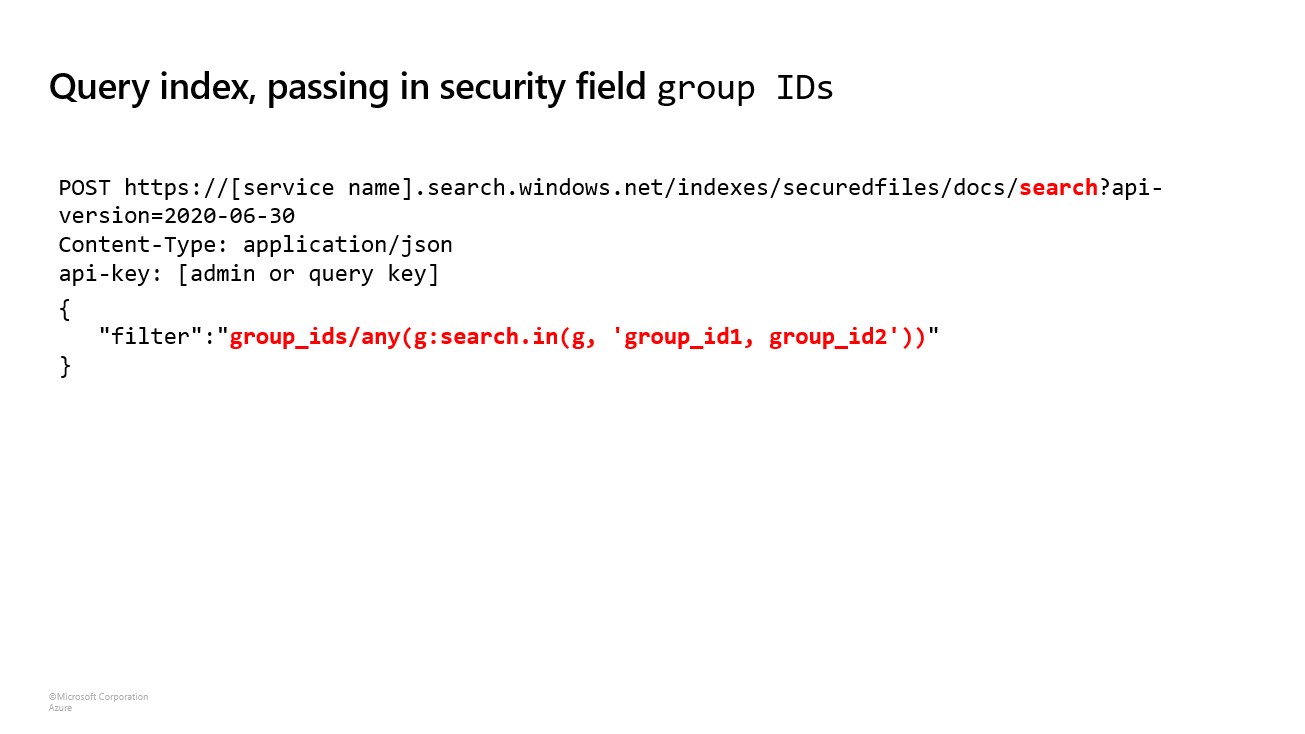 Query index, passing in security field group IDs
POST https://[service name].search.windows.net/indexes/securedfiles/docs/search?api-
version=2020-06-30
Content-Type: application/json
api-key: [admin or query key]
{
   "filter":"group_ids/any(g:search.in(g, 'group_id1, group_id2'))"
}
©Microsoft Corporation
Azure